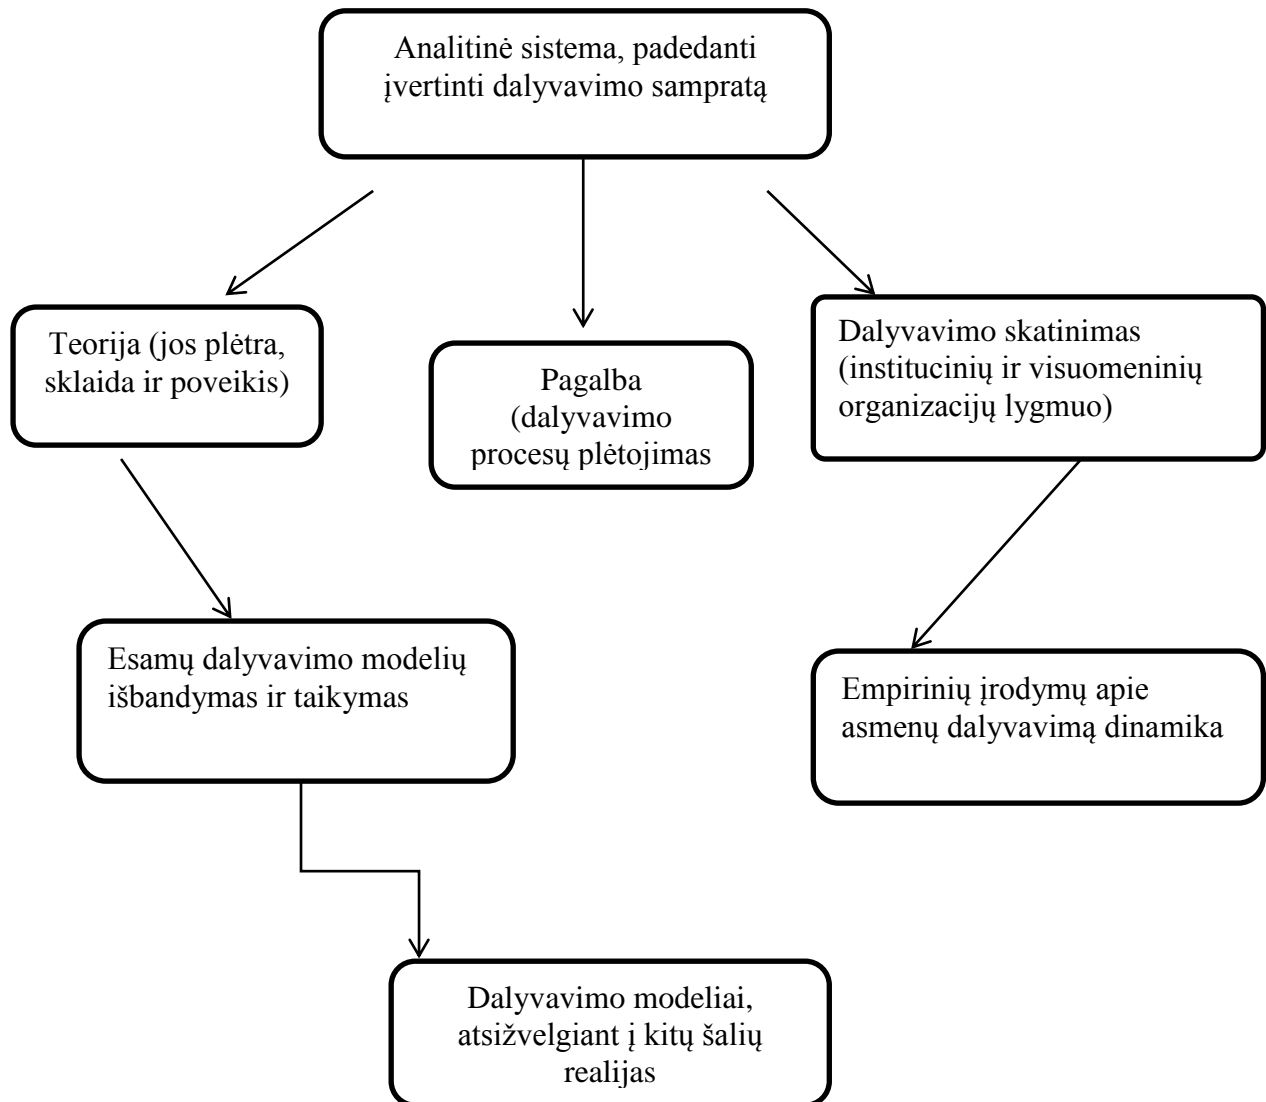 Analitinė sistema, padedanti
įvertinti dalyvavimo sampratą
Teorija (jos plėtra,
sklaida ir poveikis)
Pagalba
(dalyvavimo
procesų plėtojimas
Dalyvavimo skatinimas
(institucinių ir visuomeninių
organizacijų lygmuo)
Esamų dalyvavimo modelių
išbandymas ir taikymas
Empirinių įrodymų apie
asmenų dalyvavimą dinamika
Dalyvavimo modeliai,
atsižvelgiant į kitų šalių
realijas